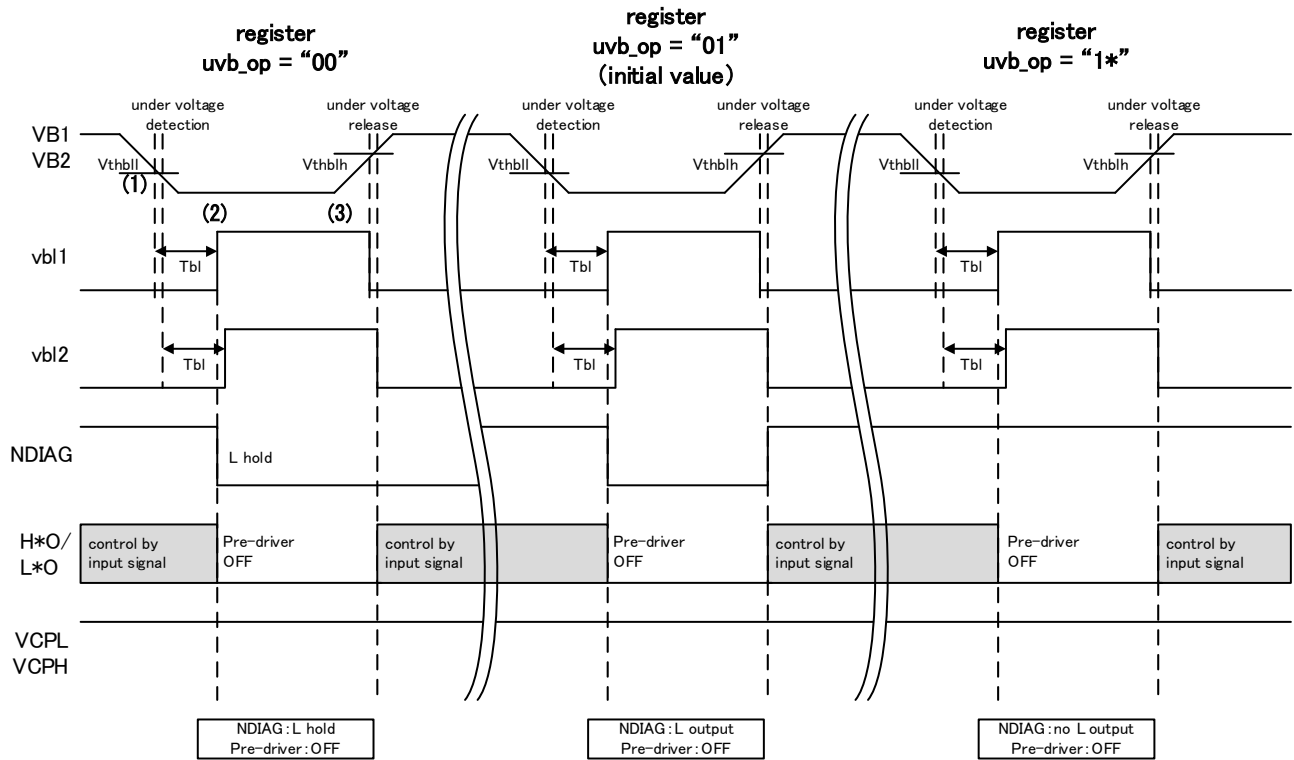 register
uvb_op = “00”
register
uvb_op = “01”
(initial value)
register
uvb_op = “1*”
under voltage
detection
under voltage
release
under voltage
detection
under voltage
release
under voltage
detection
under voltage
release
VB1
VB2
Vthbll
Vthblh
Vthbll
Vthblh
Vthbll
Vthblh
(1)
(2)
(3)
vbl1
Tbl
Tbl
Tbl
vbl2
Tbl
Tbl
Tbl
NDIAG
L hold
H*O/
L*O
control by
input signal
Pre-driver
OFF
control by
input signal
Pre-driver
OFF
control by
input signal
Pre-driver
OFF
control by
input signal
VCPL
VCPH
NDIAG:L hold
Pre-driver:OFF
NDIAG:L output
Pre-driver:OFF
NDIAG:no L output
Pre-driver:OFF